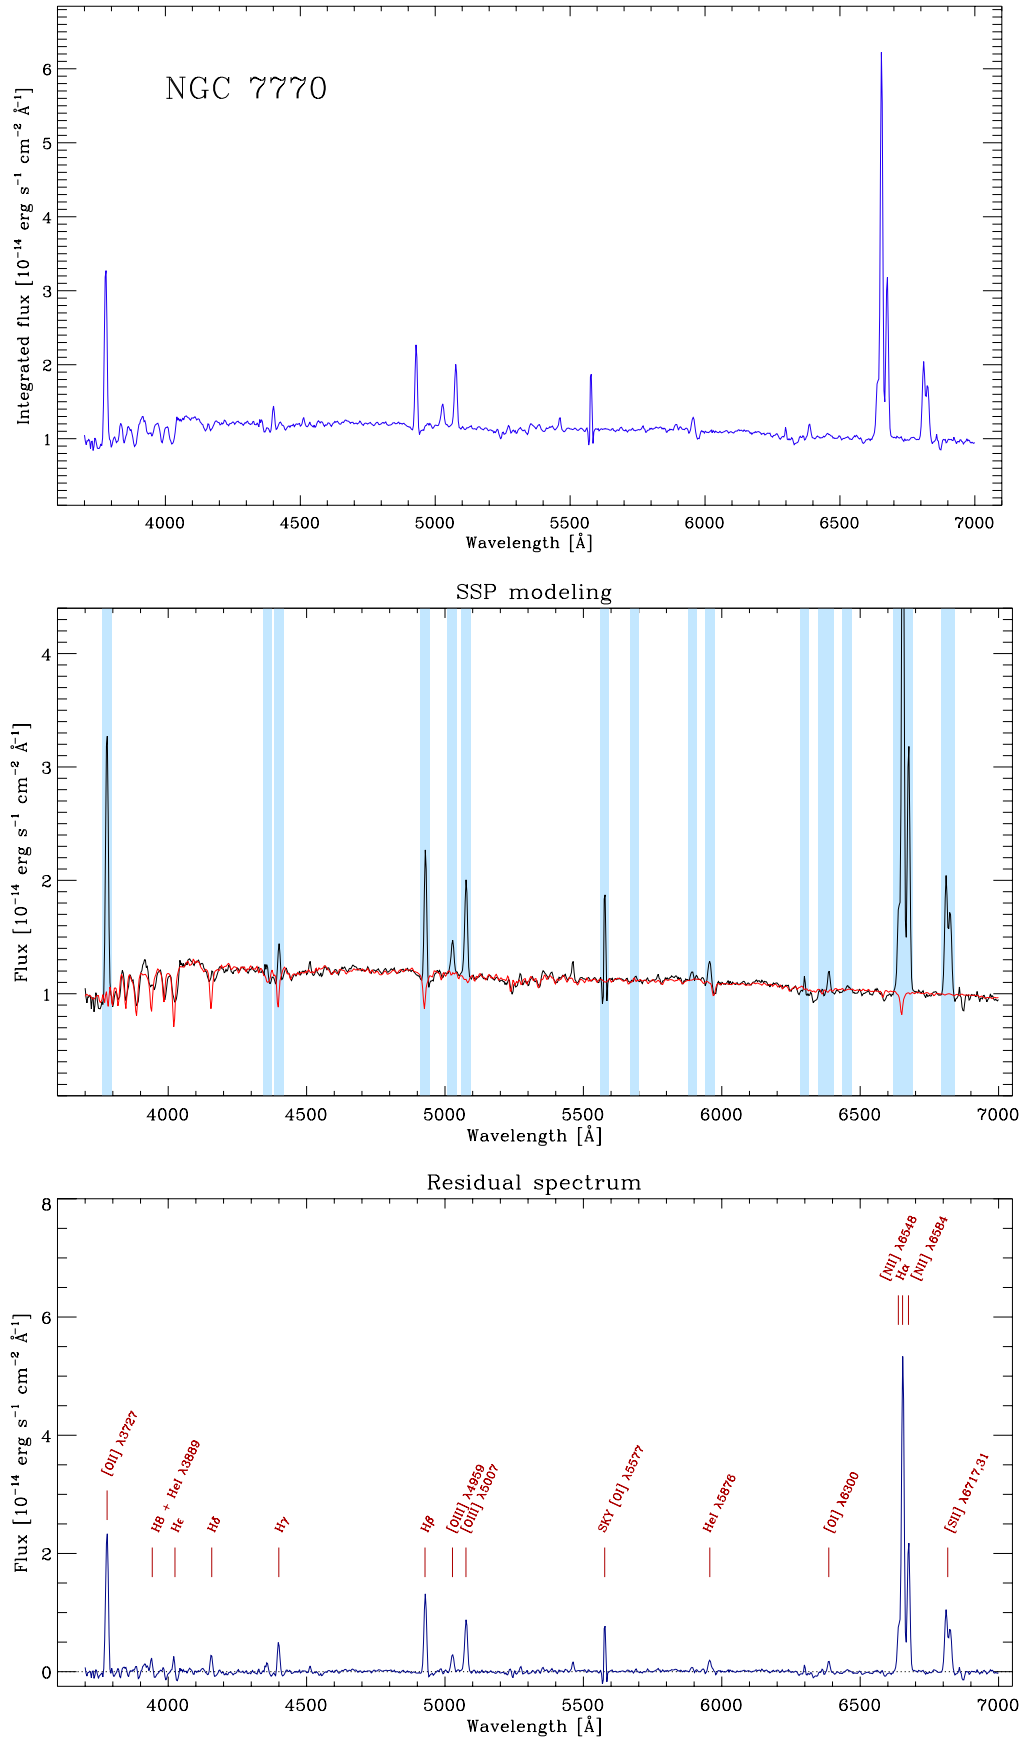 NGC 7770
Integrated flux [10⁻¹⁴ erg s⁻¹ cm⁻² Å⁻¹]
6
5
4
3
2
1
4000 4500 5000 5500 6000 6500 7000
Wavelength [Å]
SSP modeling
Flux [10⁻¹⁴ erg s⁻¹ cm⁻² Å⁻¹]
4
3
2
1
4000 4500 5000 5500 6000 6500 7000
Wavelength [Å]
Residual spectrum
Flux [10⁻¹⁴ erg s⁻¹ cm⁻² Å⁻¹]
8
6
4
2
0
[OII] λ3727
H8 + HeI λ3889
Hε
Hδ
Hγ
Hβ
[OIII] λ4959
[OIII] λ5007
SKY [OI] λ5577
HeI λ5876
[OI] λ6300
[NII] λ6548
Hα
[NII] λ6584
[SII] λ6717,31
4000 4500 5000 5500 6000 6500 7000
Wavelength [Å]